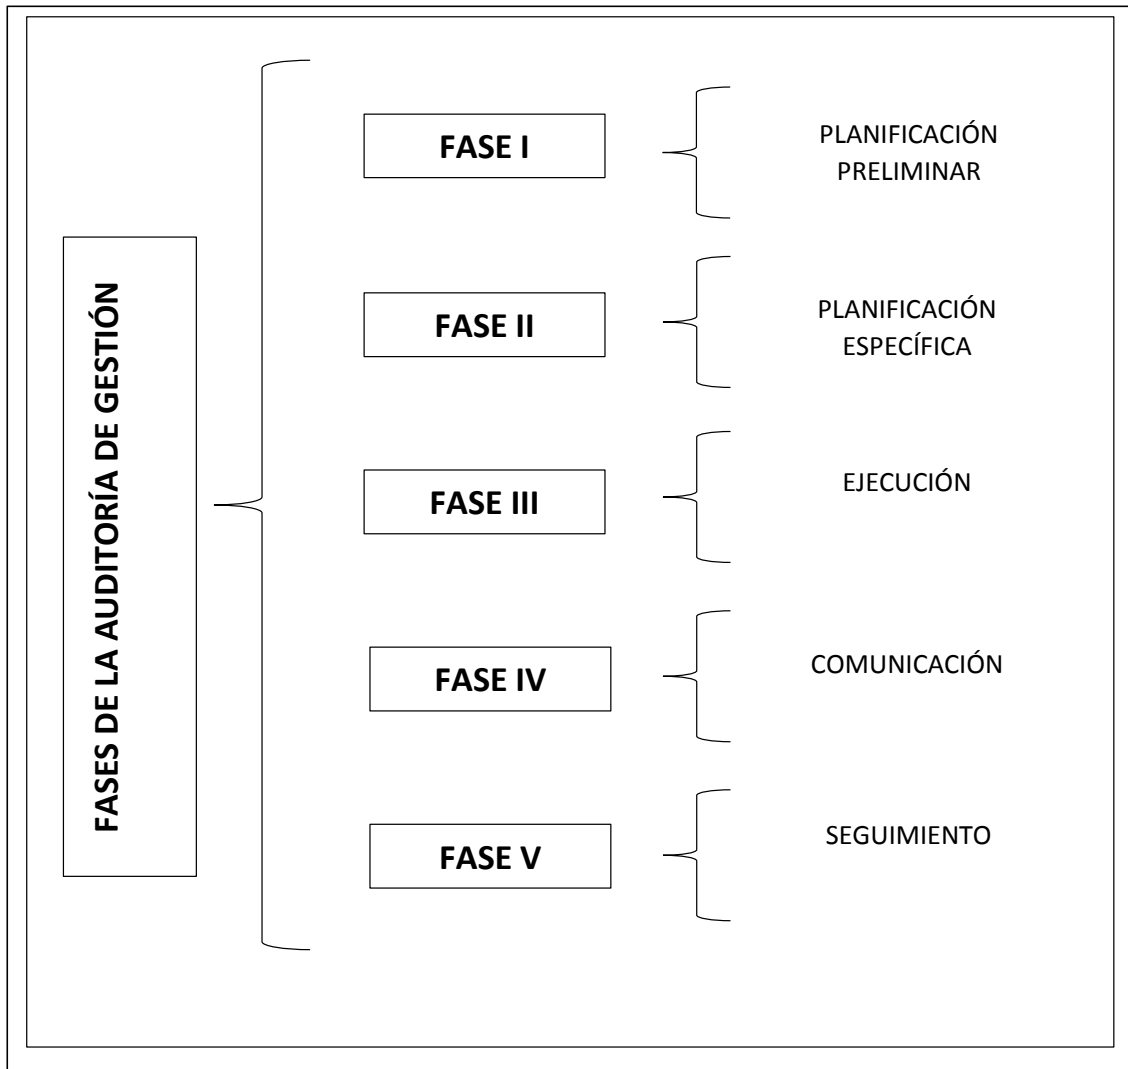 FASES DE LA AUDITORÍA DE GESTIÓN
FASE I
PLANIFICACIÓN
PRELIMINAR
FASE II
PLANIFICACIÓN
ESPECÍFICA
FASE III
EJECUCIÓN
FASE IV
COMUNICACIÓN
FASE V
SEGUIMIENTO